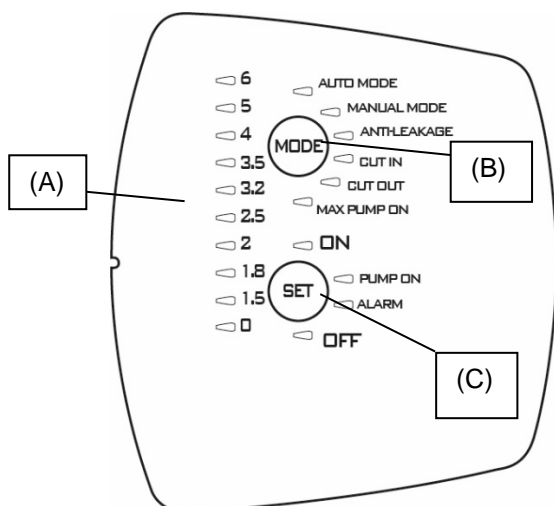 6
5
4
3.5
3.2
2.5
2
1.8
1.5
0
AUTO MODE
MANUAL MODE
ANTI-LEAKAGE
MODE
CUT IN
CUT OUT
MAX PUMP ON
ON
PUMP ON
SET
ALARM
OFF
(A)
(B)
(C)